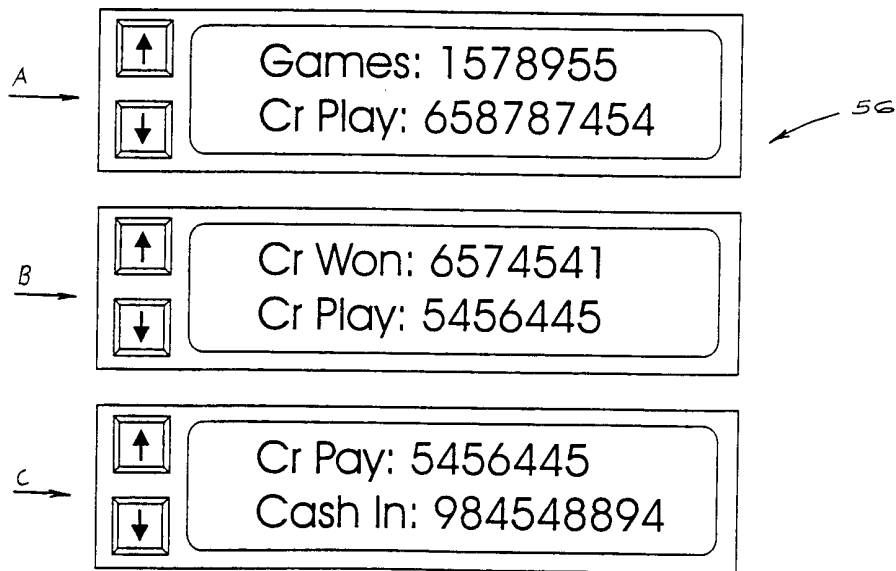 A
Games: 1578955
Cr Play: 658787454
56
B
Cr Won: 6574541
Cr Play: 5456445
C
Cr Pay: 5456445
Cash In: 984548894